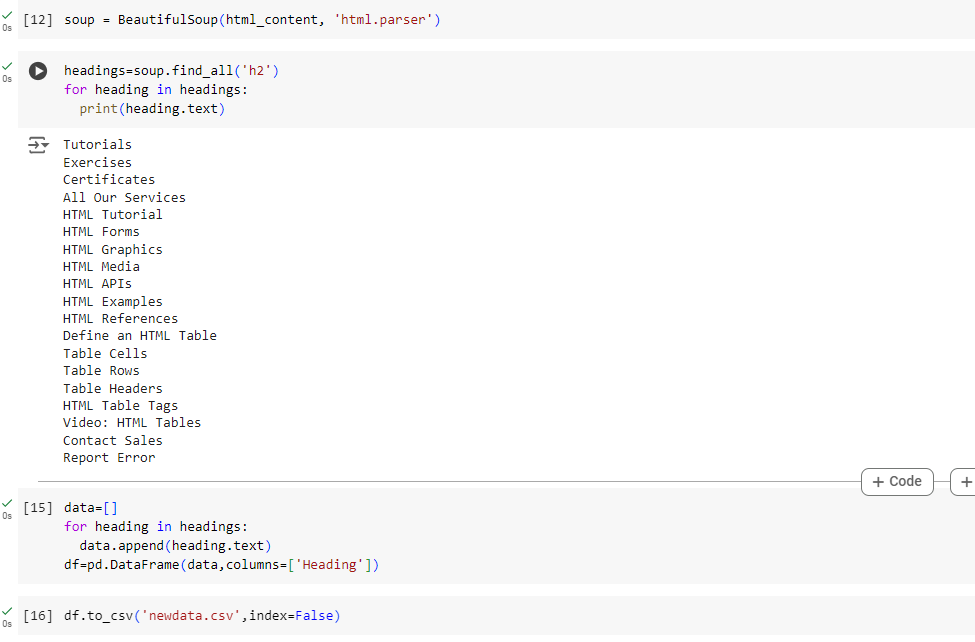 [12] soup = BeautifulSoup(html_content, 'html.parser')
0s
headings=soup.find_all('h2')
0s
for heading in headings:
  print(heading.text)
Tutorials
Exercises
Certificates
All Our Services
HTML Tutorial
HTML Forms
HTML Graphics
HTML Media
HTML APIs
HTML Examples
HTML References
Define an HTML Table
Table Cells
Table Rows
Table Headers
HTML Table Tags
Video: HTML Tables
Contact Sales
Report Error
+ Code +
[15] data=[]
0s
for heading in headings:
  data.append(heading.text)
df=pd.DataFrame(data,columns=['Heading'])
[16] df.to_csv('newdata.csv',index=False)
0s